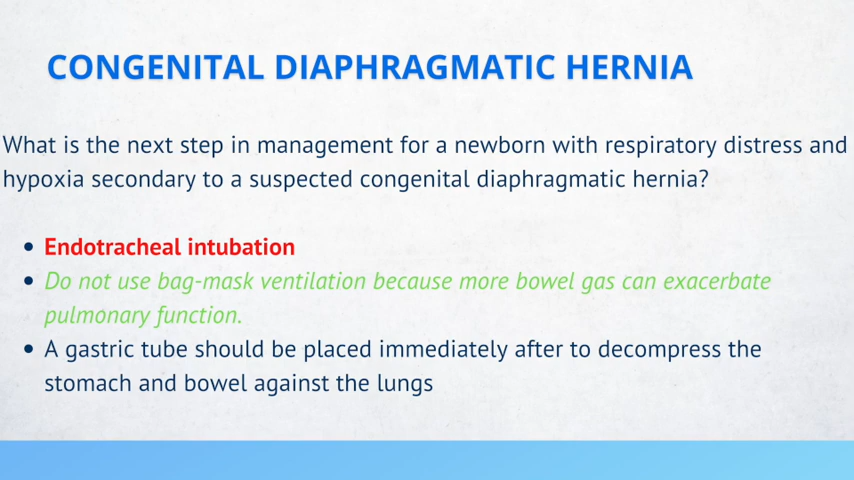 CONGENITAL DIAPHRAGMATIC HERNIA
What is the next step in management for a newborn with respiratory distress and
hypoxia secondary to a suspected congenital diaphragmatic hernia?
• Endotracheal intubation
• Do not use bag-mask ventilation because more bowel gas can exacerbate
pulmonary function.
• A gastric tube should be placed immediately after to decompress the
stomach and bowel against the lungs